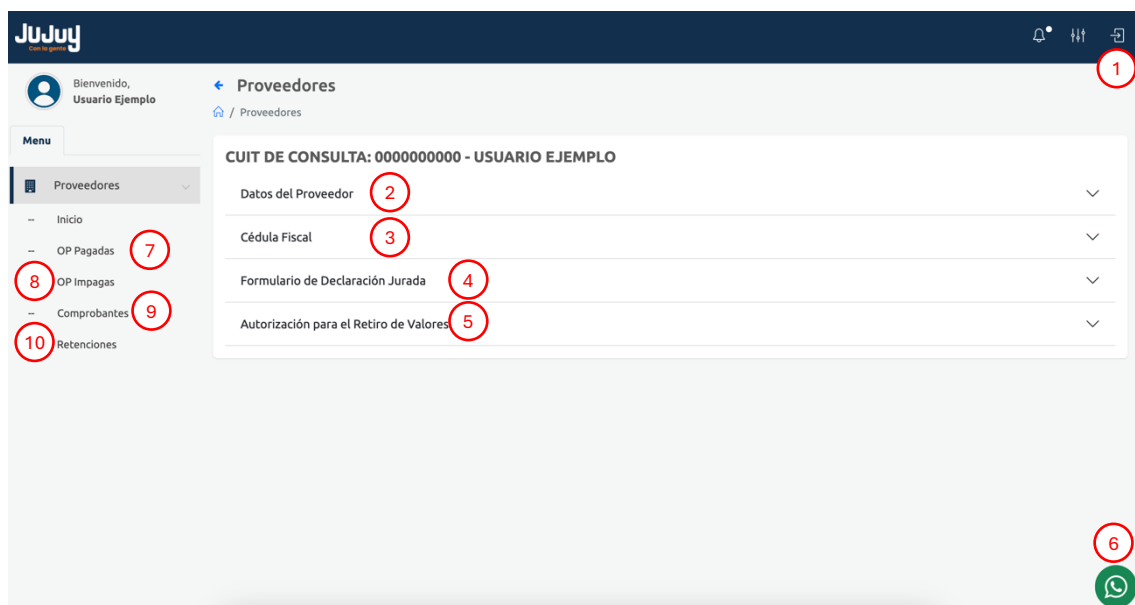 JUJUY
Con la gente
1
Bienvenido,
Usuario Ejemplo
Proveedores
/ Proveedores
Menu
CUIT DE CONSULTA: 0000000000 - USUARIO EJEMPLO
Proveedores
Datos del Proveedor 2
-- Inicio
Cédula Fiscal 3
-- OP Pagadas 7
8 OP Impagas
Formulario de Declaración Jurada 4
-- Comprobantes 9
Autorización para el Retiro de Valores 5
10 Retenciones
6